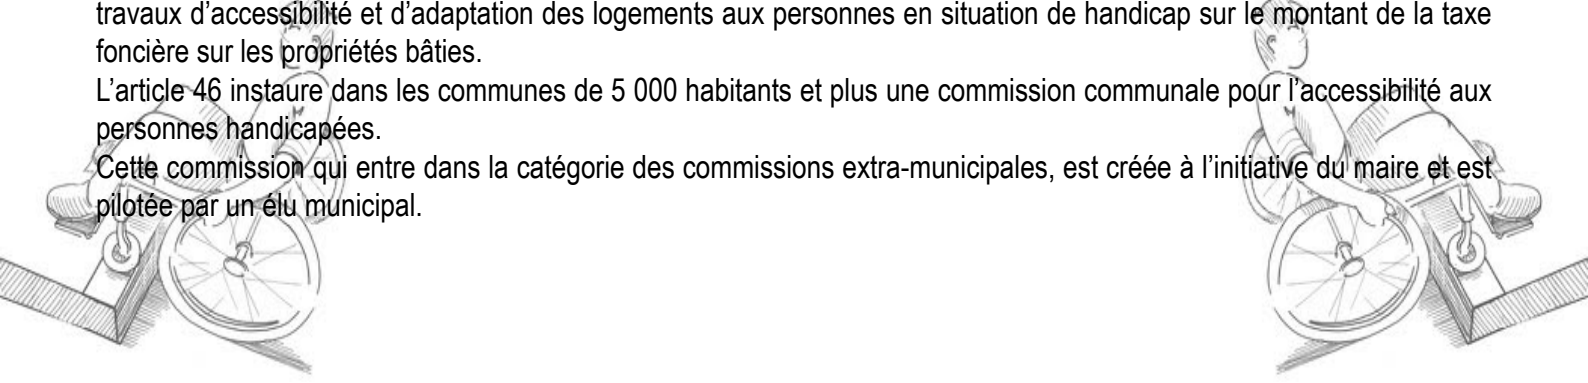 travaux d’accessibilité et d’adaptation des logements aux personnes en situation de handicap sur le montant de la taxe
foncière sur les propriétés bâties.
L’article 46 instaure dans les communes de 5 000 habitants et plus une commission communale pour l’accessibilité aux
personnes handicapées.
Cette commission qui entre dans la catégorie des commissions extra-municipales, est créée à l’initiative du maire et est
pilotée par un élu municipal.